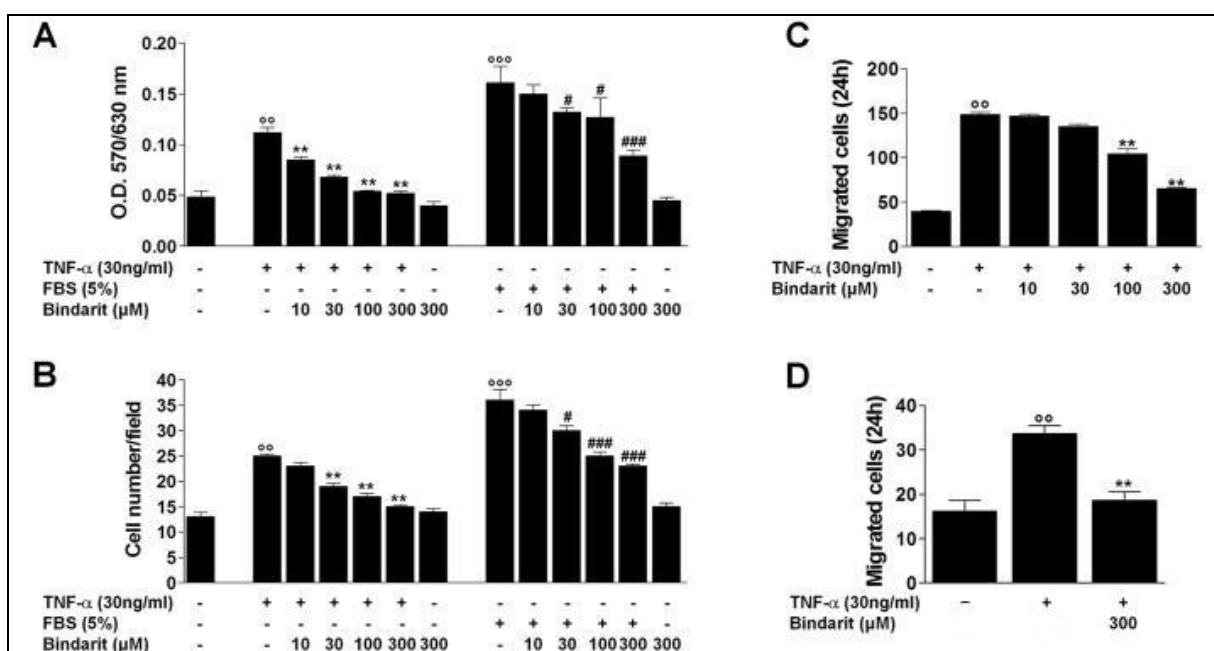 A
0.20
0.15
0.10
0.05
0.00
O.D. 570/630 nm
°°
**
**
**
**
°°°
#
#
###
TNF-α (30ng/ml) - + + + + + - - - - - - -
FBS (5%) - - - - - - - + + + + + -
Bindarit (µM) - - 10 30 100 300 300 - 10 30 100 300 300
B
40
35
30
25
20
15
10
5
0
Cell number/field
°°
**
**
**
°°°
#
###
###
TNF-α (30ng/ml) - + + + + + - - - - - - -
FBS (5%) - - - - - - - + + + + + -
Bindarit (µM) - - 10 30 100 300 300 - 10 30 100 300 300
C
200
150
100
50
0
Migrated cells (24h)
°°
**
**
TNF-α (30ng/ml) - + + + + +
Bindarit (µM) - - 10 30 100 300
D
40
30
20
10
0
Migrated cells (24h)
°°
**
TNF-α (30ng/ml) − + +
Bindarit (µM) 300